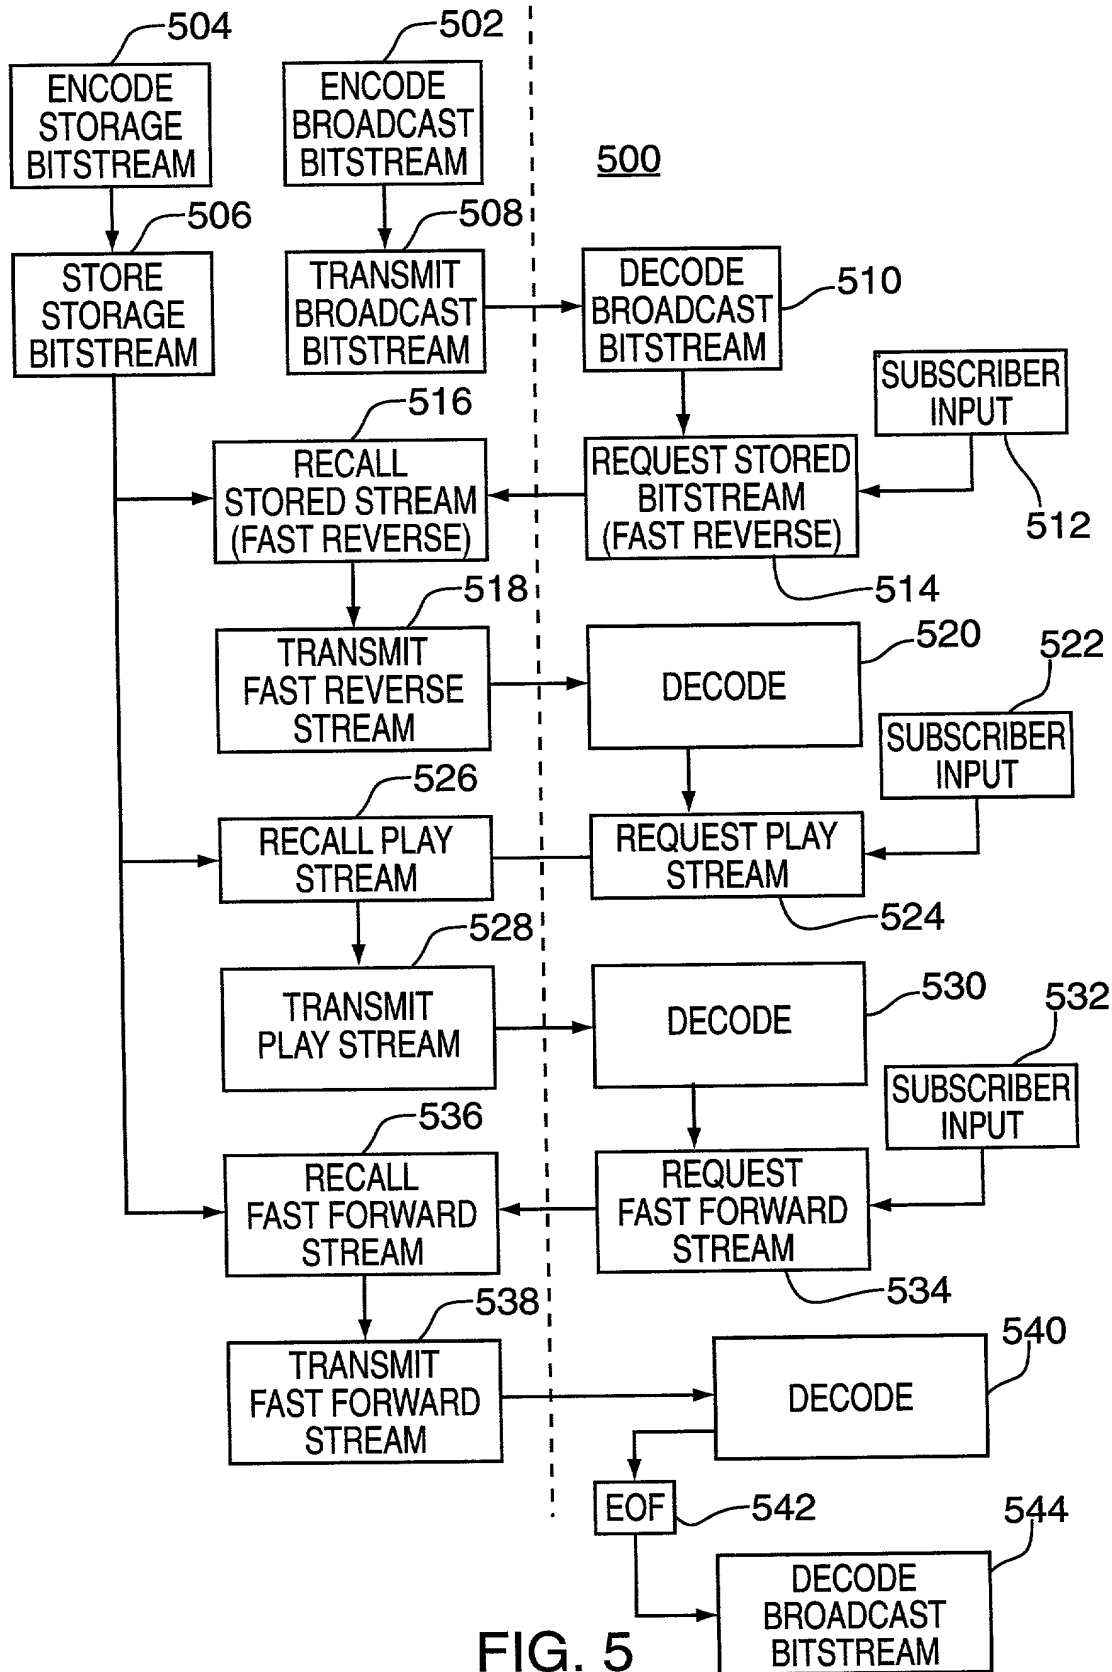 504
502
ENCODE
STORAGE
BITSTREAM
ENCODE
BROADCAST
BITSTREAM
500
506
508
STORE
STORAGE
BITSTREAM
TRANSMIT
BROADCAST
BITSTREAM
DECODE
BROADCAST
BITSTREAM
510
SUBSCRIBER
INPUT
512
516
RECALL
STORED STREAM
(FAST REVERSE)
REQUEST STORED
BITSTREAM
(FAST REVERSE)
514
518
TRANSMIT
FAST REVERSE
STREAM
DECODE
520
522
SUBSCRIBER
INPUT
526
RECALL PLAY
STREAM
REQUEST PLAY
STREAM
524
528
TRANSMIT
PLAY STREAM
DECODE
530
532
SUBSCRIBER
INPUT
536
RECALL
FAST FORWARD
STREAM
REQUEST
FAST FORWARD
STREAM
534
538
TRANSMIT
FAST FORWARD
STREAM
DECODE
540
EOF
542
544
DECODE
BROADCAST
BITSTREAM
FIG. 5